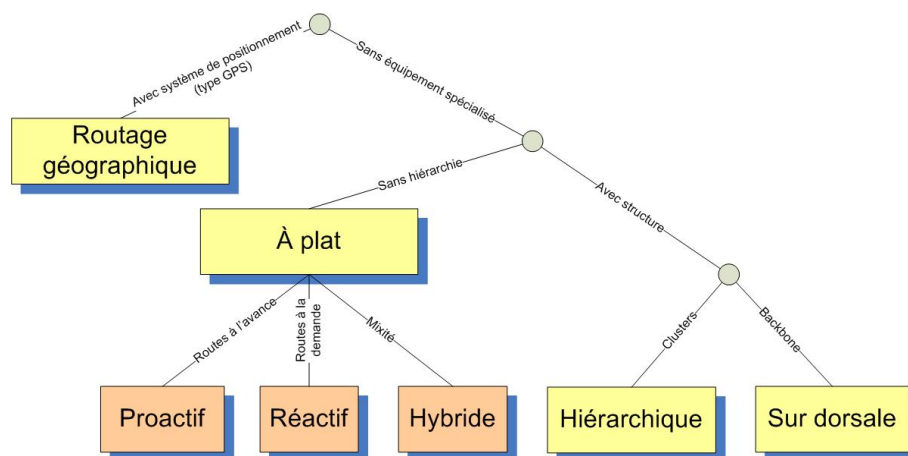 Avec système de positionnement
(type GPS)
Sans équipement spécialisé
Routage
géographique
Sans hiérarchie
Avec structure
À plat
Routes à l'avance
Routes à la
demande
Mixité
Clusters
Backbone
Proactif
Réactif
Hybride
Hiérarchique
Sur dorsale